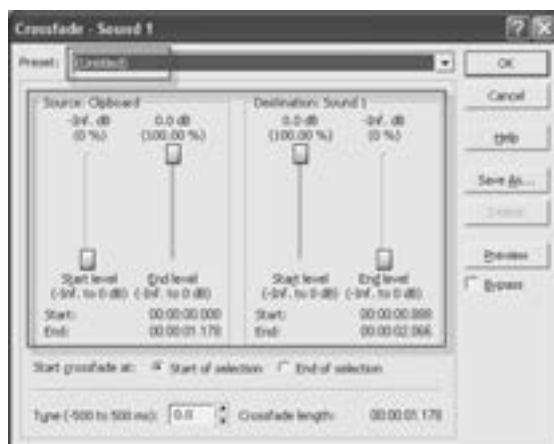 Crossfade - Sound 1
Preset: (Untitled)
OK
Cancel
Help
Save As...
Preview
Bypass
Source: Clipboard
-Inf. dB 0.0 dB
(0 %) (100.00 %)
Start level End level
(-Inf. to 0 dB) (-Inf. to 0 dB)
Start: 00:00:00.000
End: 00:00:01.178
Destination: Sound 1
0.0 dB -Inf. dB
(100.00 %) (0 %)
Start level End level
(-Inf. to 0 dB) (-Inf. to 0 dB)
Start: 00:00:00.888
End: 00:00:02.066
Start crossfade at: Start of selection End of selection
(-500 to 500 ms): 0.0 Crossfade length: 00:00:01.178